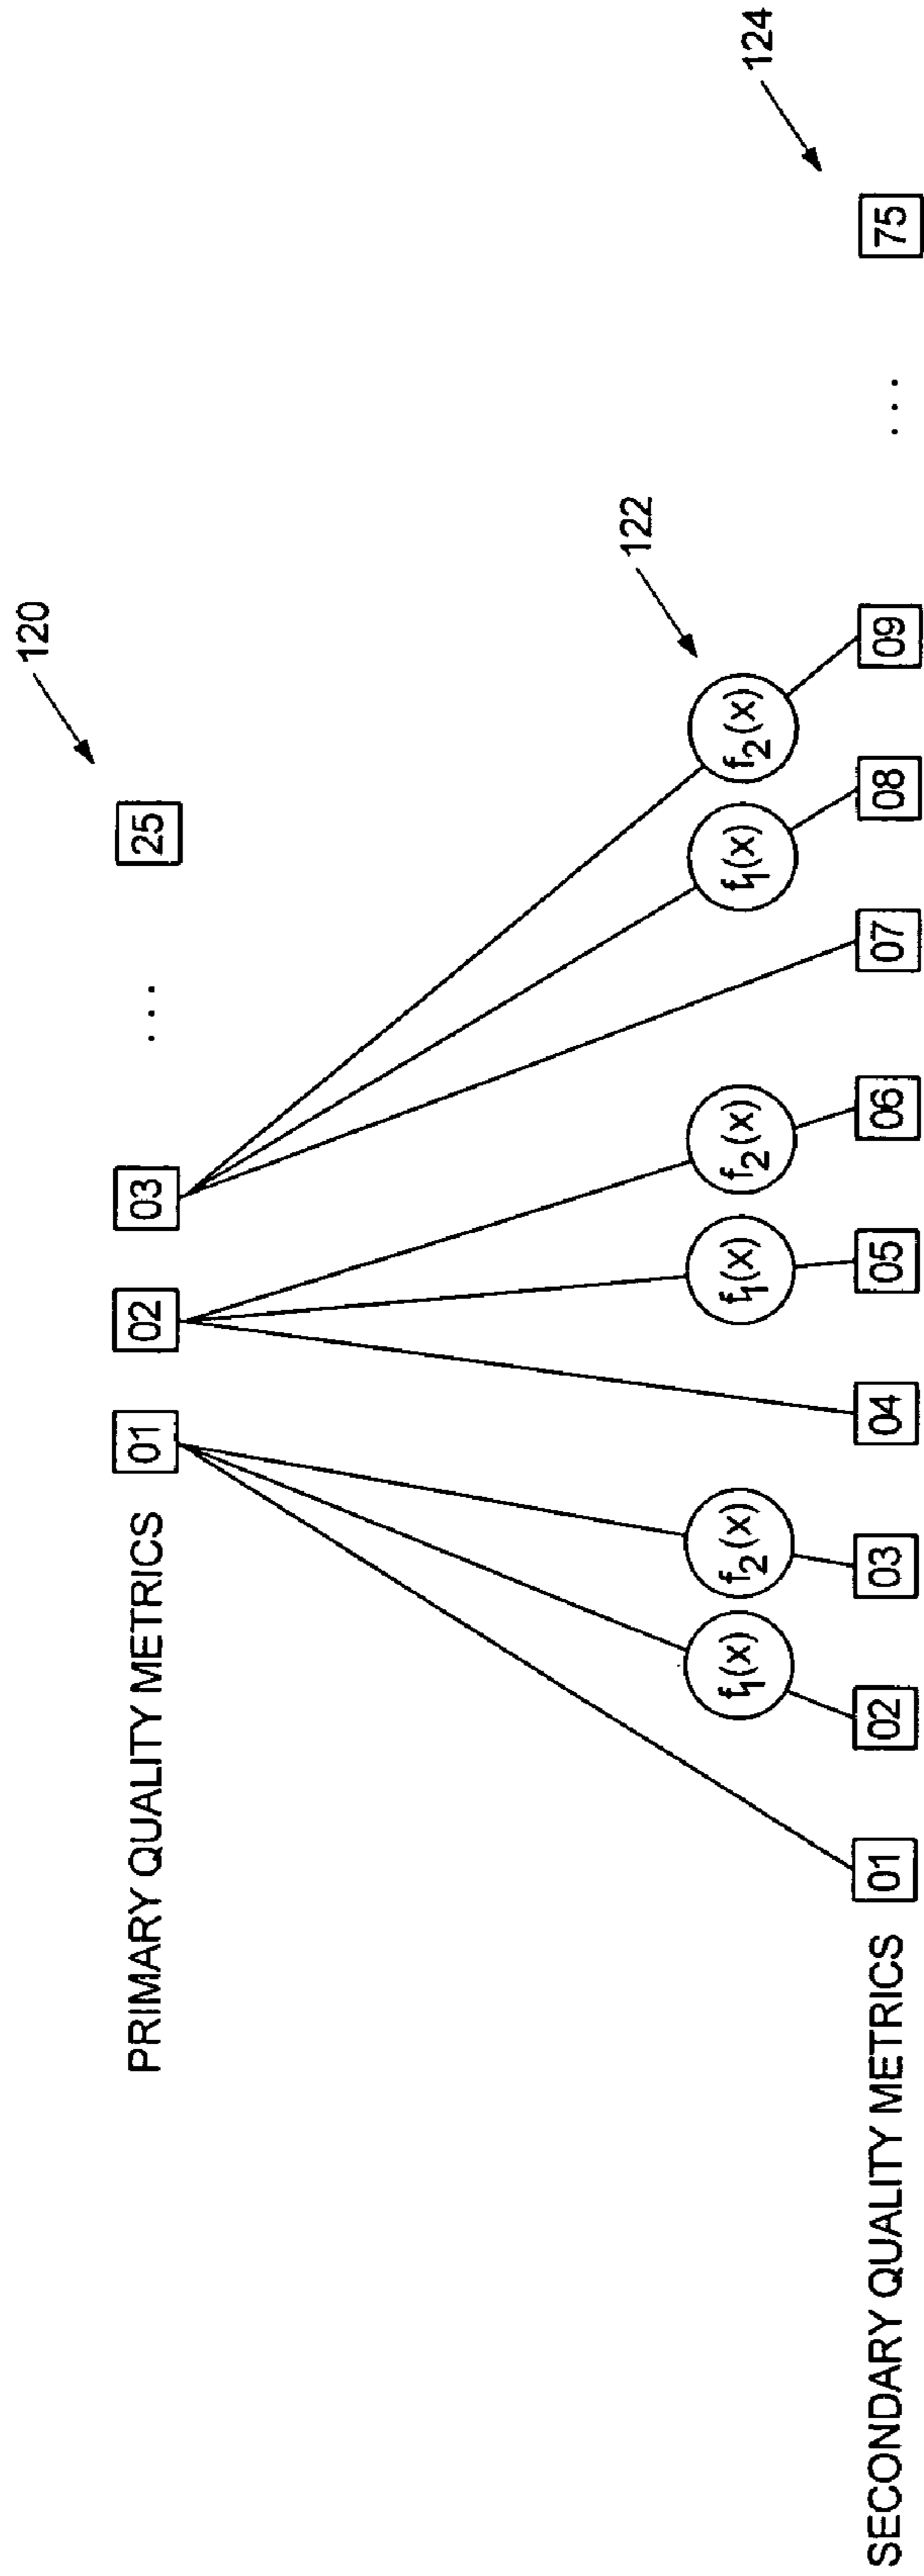 120
PRIMARY QUALITY METRICS 01 02 03 ... 25
122
f1(x) f2(x) f1(x) f2(x) f1(x) f2(x)
124
SECONDARY QUALITY METRICS 01 02 03 04 05 06 07 08 09 ... 75